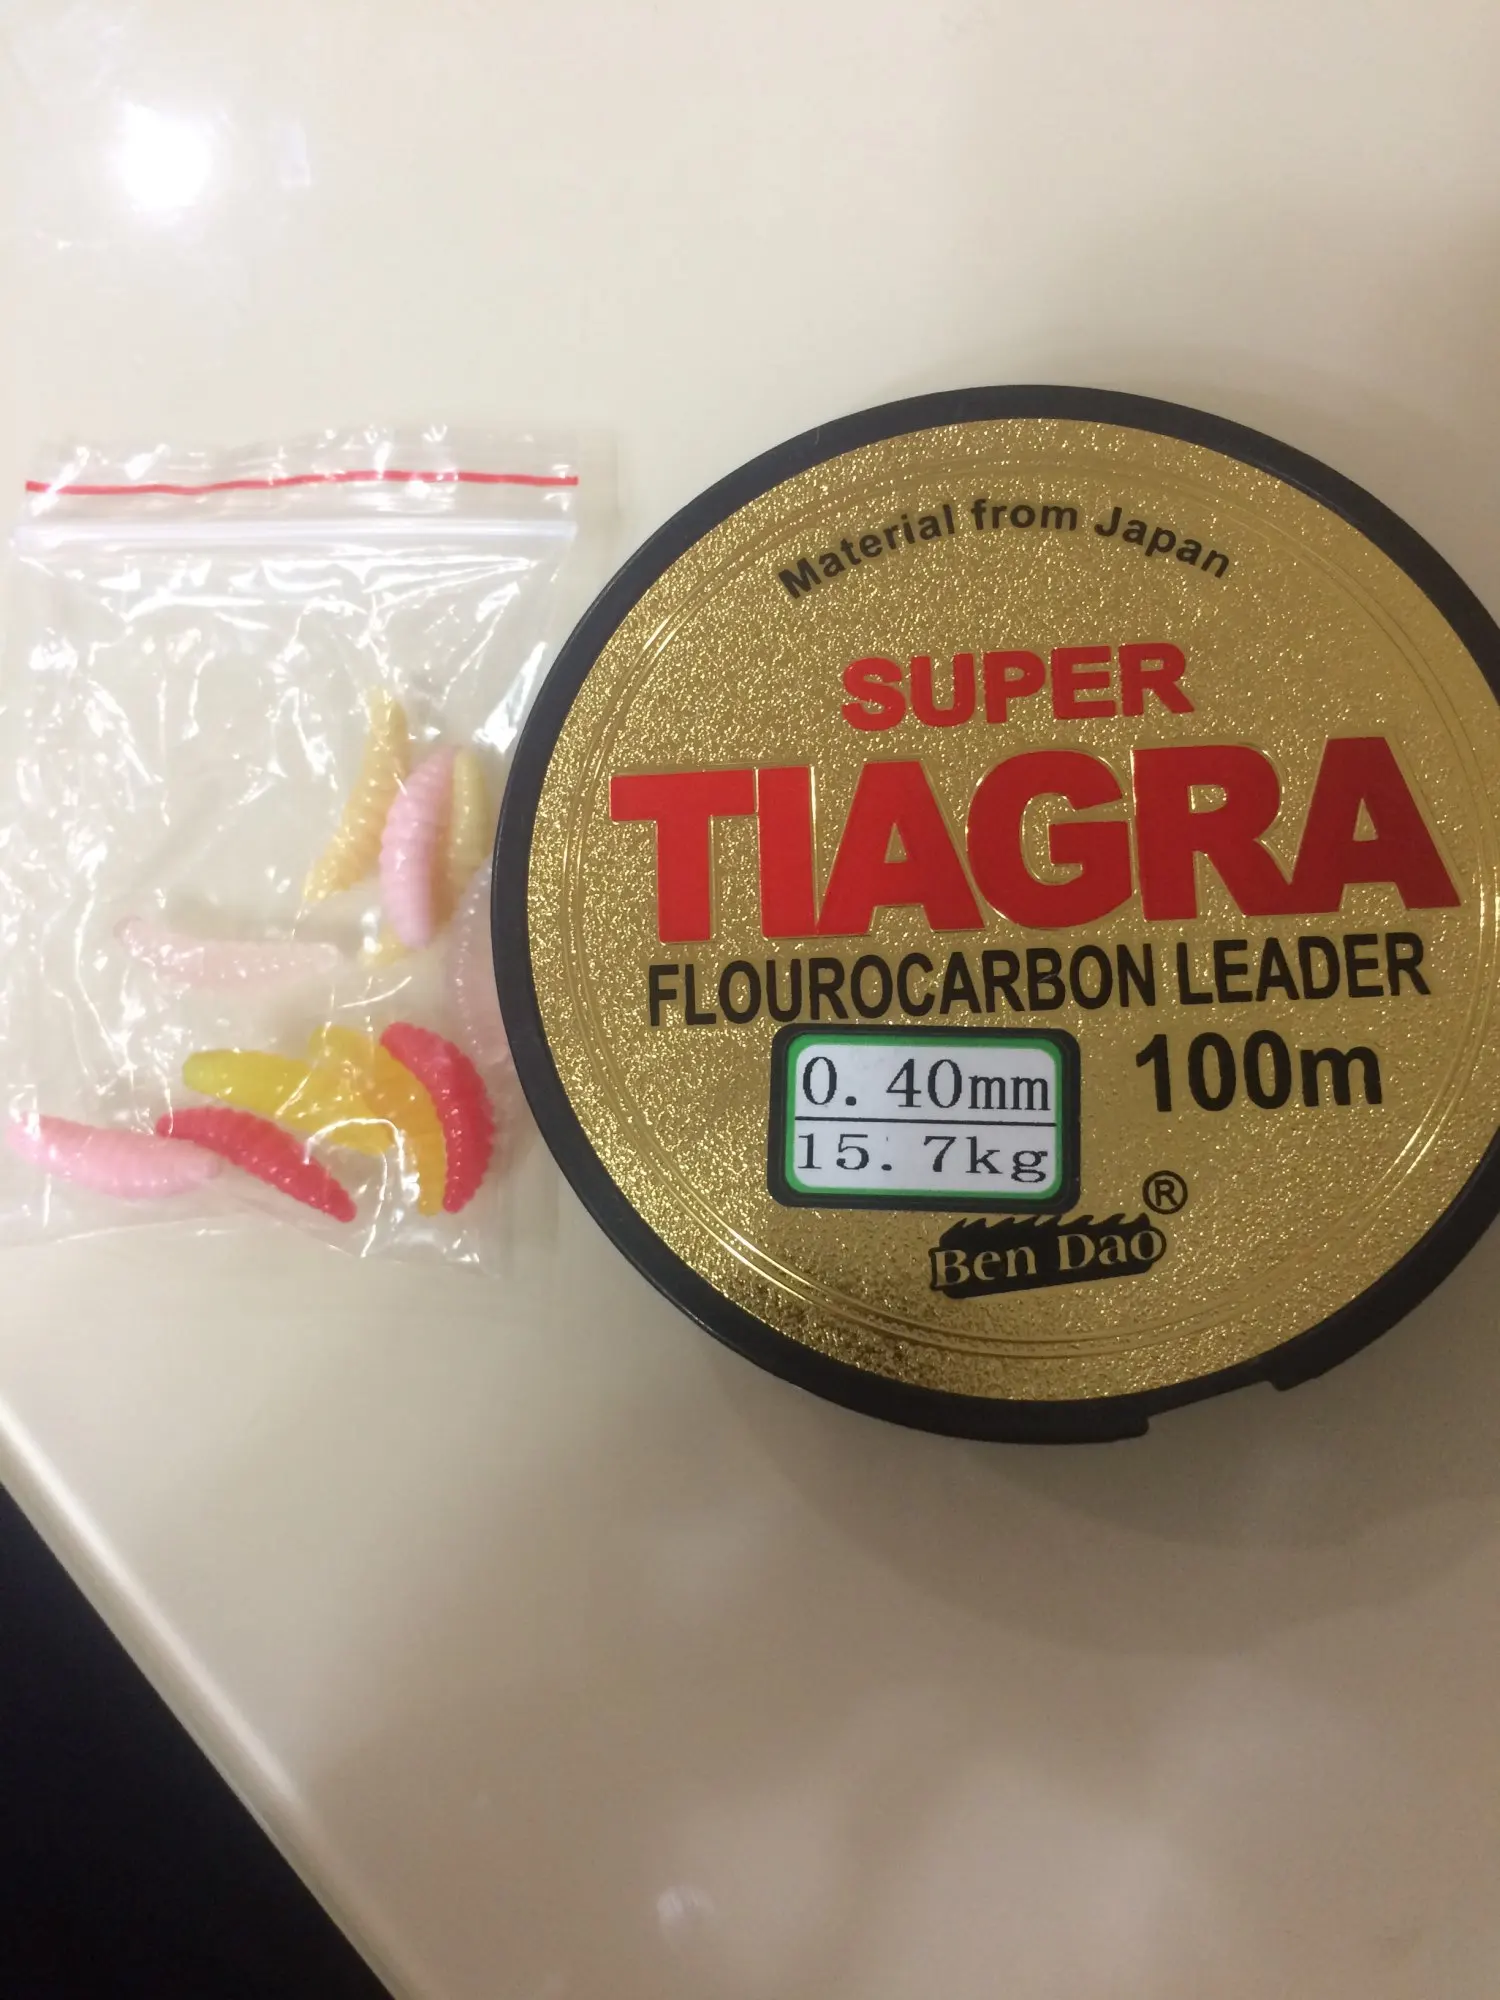 Material from Japan
SUPER
TIAGRA
FLOUROCARBON LEADER
100m
0.40mm
15.7kg
®
Ben Dao